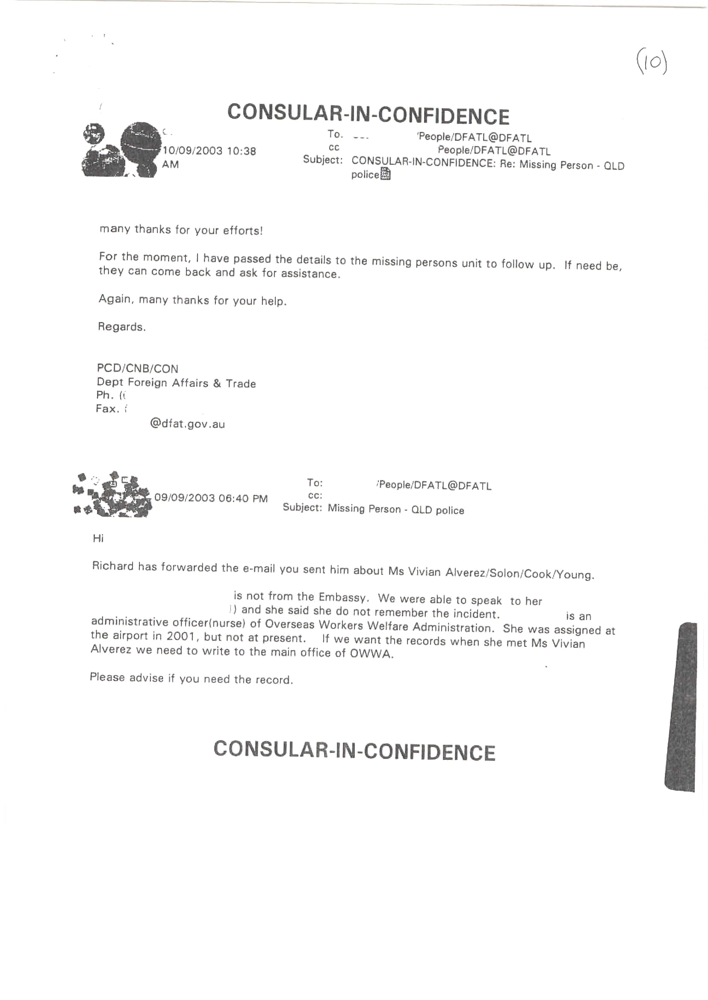 (10)
CONSULAR-IN-CONFIDENCE
To. 'People/DFATL@DFATL
cc People/DFATL@DFATL
10/09/2003 10:38
AM
Subject: CONSULAR-IN-CONFIDENCE: Re: Missing Person - QLD
police
many thanks for your efforts!
For the moment, I have passed the details to the missing persons unit to follow up. If need be,
they can come back and ask for assistance.
Again, many thanks for your help.
Regards.
PCD/CNB/CON
Dept Foreign Affairs & Trade
Ph. (
Fax.
@dfat.gov.au
To: /People/DFATL@DFATL
09/09/2003 06:40 PM
cc:
Subject: Missing Person - QLD police
Hi
Richard has forwarded the e-mail you sent him about Ms Vivian Alverez/Solon/Cook/Young.
is not from the Embassy. We were able to speak to her
) and she said she do not remember the incident. is an
administrative officer(nurse) of Overseas Workers Welfare Administration. She was assigned at
the airport in 2001, but not at present. If we want the records when she met Ms Vivian
Alverez we need to write to the main office of OWWA.
Please advise if you need the record.
CONSULAR-IN-CONFIDENCE